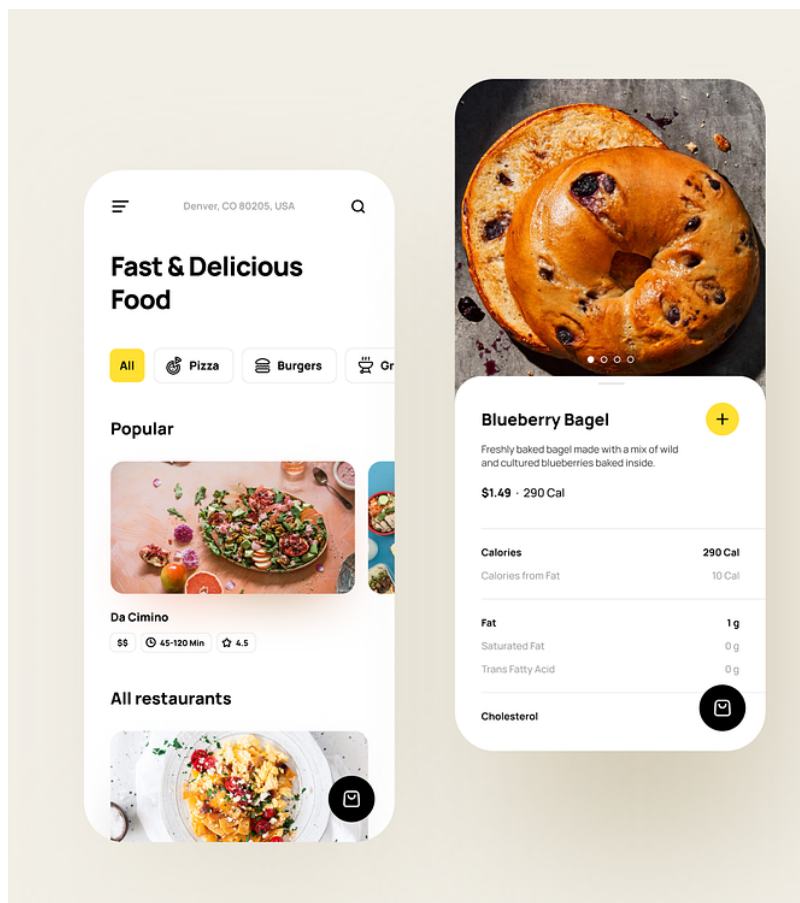 Denver, CO 80205, USA
Fast & Delicious
Food
All
Pizza
Burgers
Gr
Popular
Da Cimino
$$
45-120 Min
4.5
All restaurants
Blueberry Bagel
Freshly baked bagel made with a mix of wild
and cultured blueberries baked inside.
$1.49 · 290 Cal
Calories 290 Cal
Calories from Fat 10 Cal
Fat 1 g
Saturated Fat 0 g
Trans Fatty Acid 0 g
Cholesterol